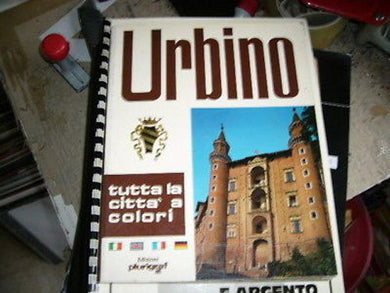 Urbino
tutta la
citta' a
colori
Edizioni
plurigraf
E ARGENTO